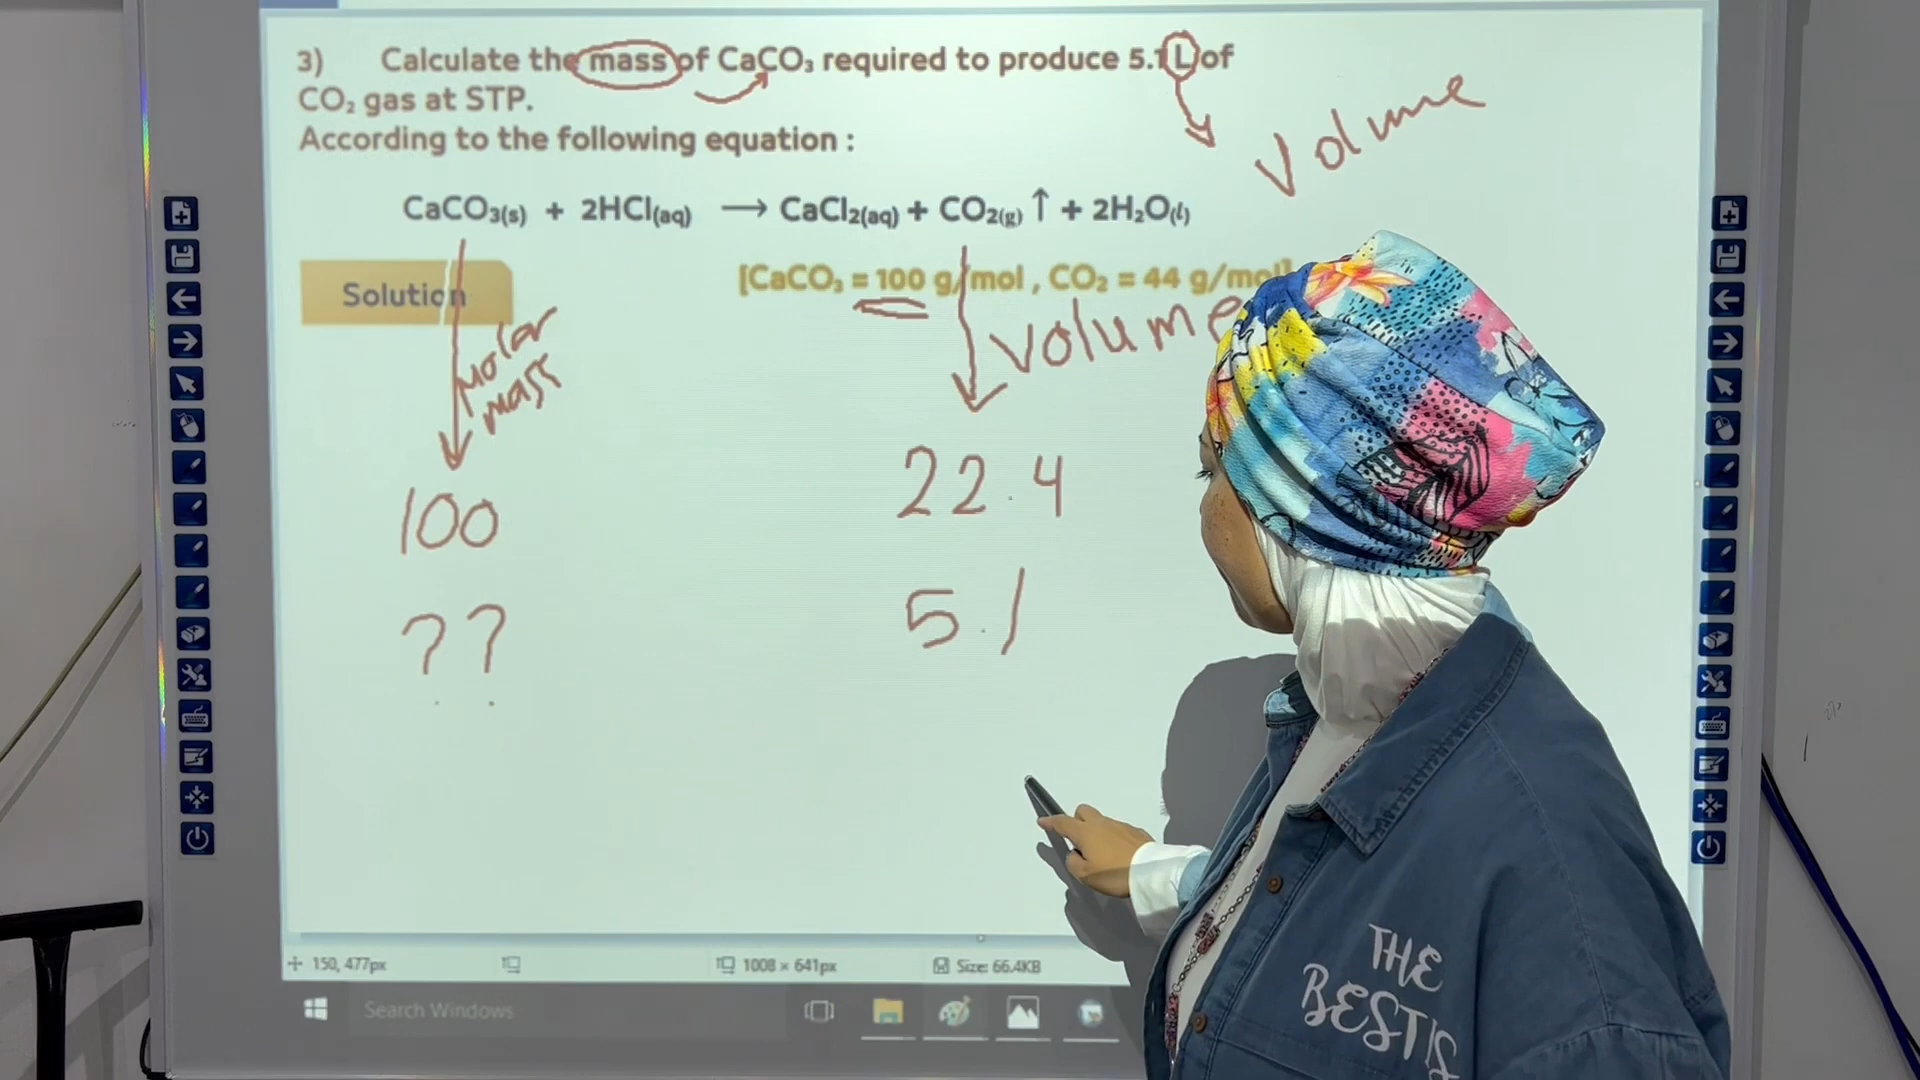 3) Calculate the mass of CaCO₃ required to produce 5.1 L of
CO₂ gas at STP.
According to the following equation :
Volume
CaCO₃(s) + 2HCl(aq) ⟶ CaCl₂(aq) + CO₂(g) ↑ + 2H₂O(l)
Solution
[CaCO₃ = 100 g/mol , CO₂ = 44 g/mol]
Molar
mass
Volume
100
22.4
??
5.1
150, 477px
1008 × 641px
Size: 66.4KB
Search Windows
THE
BEST IS